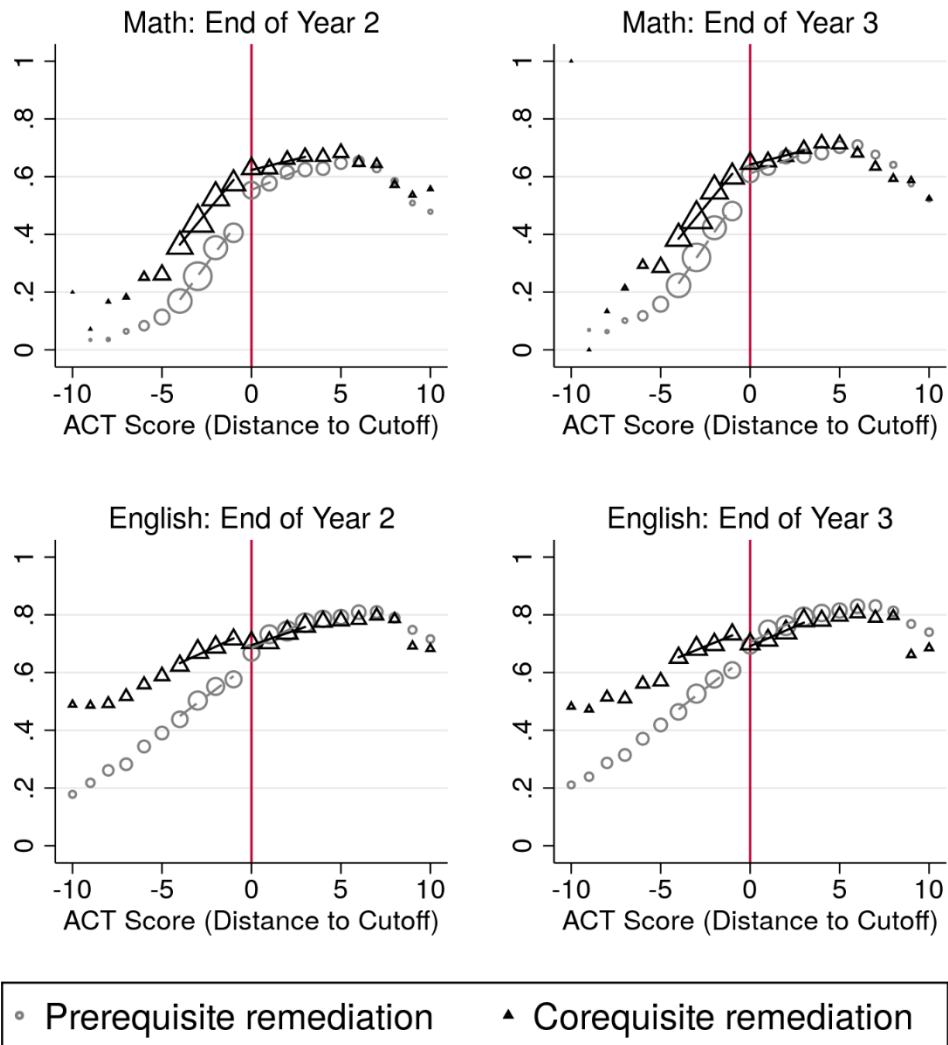 Math: End of Year 2
1
.8
.6
.4
.2
0
-10 -5 0 5 10
ACT Score (Distance to Cutoff)
Math: End of Year 3
1
.8
.6
.4
.2
0
-10 -5 0 5 10
ACT Score (Distance to Cutoff)
English: End of Year 2
1
.8
.6
.4
.2
0
-10 -5 0 5 10
ACT Score (Distance to Cutoff)
English: End of Year 3
1
.8
.6
.4
.2
0
-10 -5 0 5 10
ACT Score (Distance to Cutoff)
Prerequisite remediation Corequisite remediation